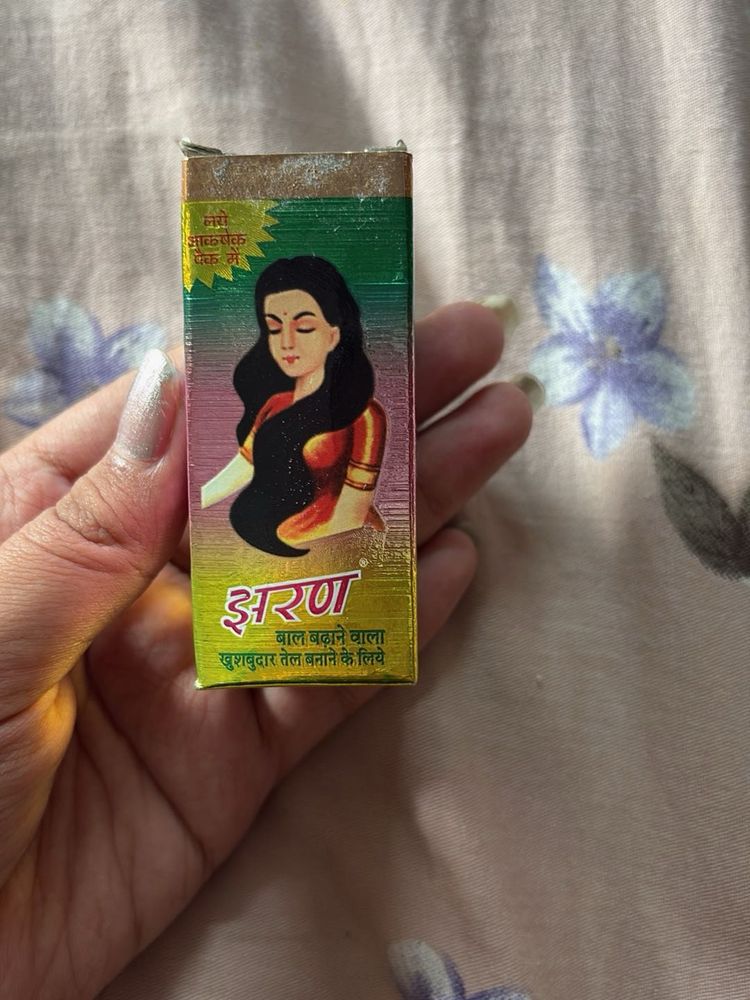 नये
आकर्षक
पैक में
झरण®
बाल बढ़ाने वाला
खुशबुदार तेल बनाने के लिये